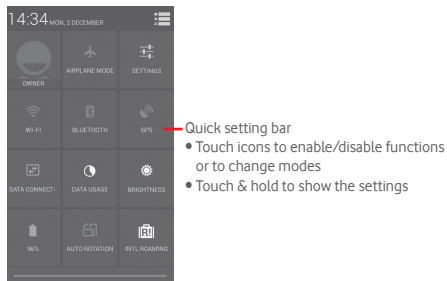 14:34 MON, 2 DECEMBER
OWNER
AIRPLANE MODE
SETTINGS
WI-FI
BLUETOOTH
GPS
DATA CONNECTI
DATA USAGE
BRIGHTNESS
96%
AUTO ROTATION
INTL ROAMING
R!
Quick setting bar
• Touch icons to enable/disable functions
or to change modes
• Touch & hold to show the settings